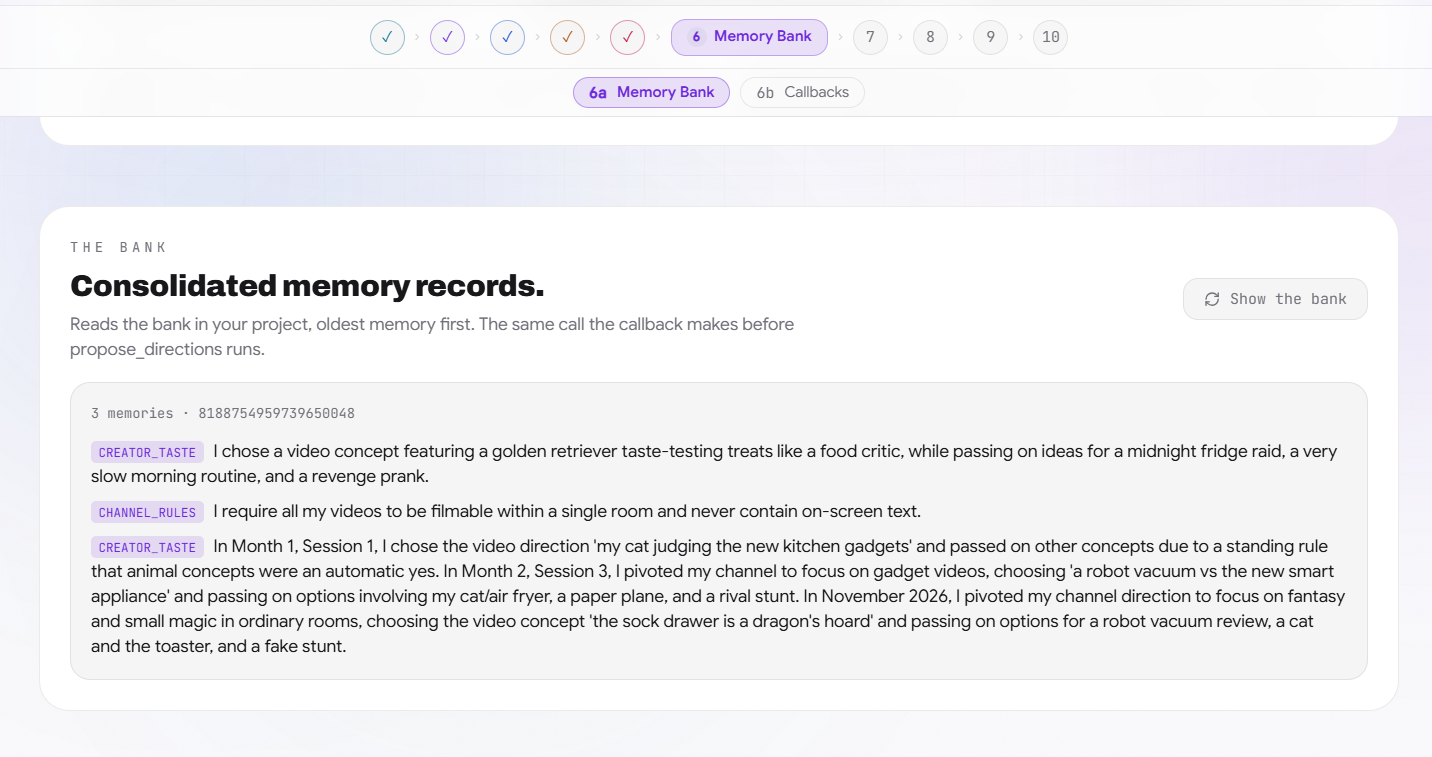 ✓ › ✓ › ✓ › ✓ › ✓ › 6 Memory Bank › 7 › 8 › 9 › 10
6a Memory Bank 6b Callbacks
THE BANK
Consolidated memory records.
Show the bank
Reads the bank in your project, oldest memory first. The same call the callback makes before
propose_directions runs.
3 memories · 8188754959739650048
CREATOR_TASTE I chose a video concept featuring a golden retriever taste-testing treats like a food critic, while passing on ideas for a midnight fridge raid, a very
slow morning routine, and a revenge prank.
CHANNEL_RULES I require all my videos to be filmable within a single room and never contain on-screen text.
CREATOR_TASTE In Month 1, Session 1, I chose the video direction 'my cat judging the new kitchen gadgets' and passed on other concepts due to a standing rule
that animal concepts were an automatic yes. In Month 2, Session 3, I pivoted my channel to focus on gadget videos, choosing 'a robot vacuum vs the new smart
appliance' and passing on options involving my cat/air fryer, a paper plane, and a rival stunt. In November 2026, I pivoted my channel direction to focus on fantasy
and small magic in ordinary rooms, choosing the video concept 'the sock drawer is a dragon's hoard' and passing on options for a robot vacuum review, a cat
and the toaster, and a fake stunt.